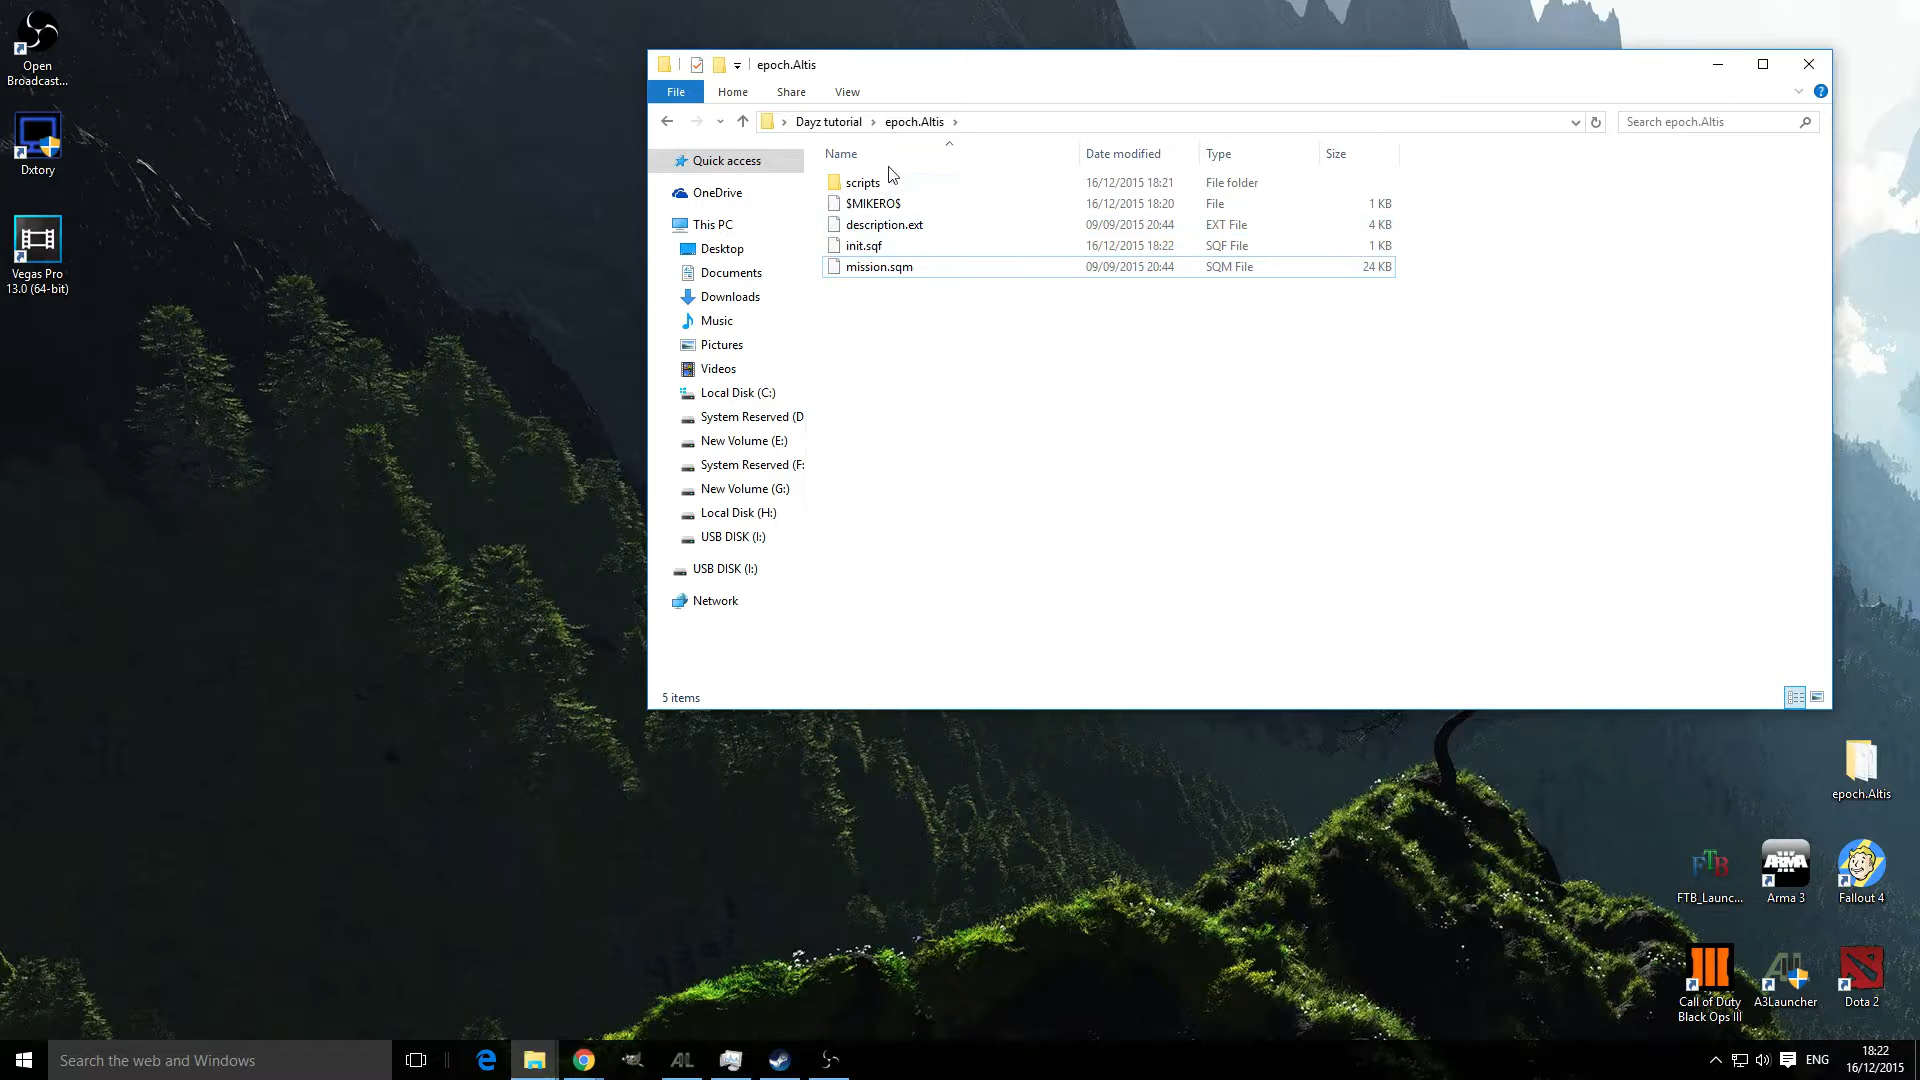 Open
Broadcast...
Dxtory
Vegas Pro
13.0 (64-bit)
epoch.Altis
File
Home
Share
View
Dayz tutorial
epoch.Altis
Search epoch.Altis
Name
Date modified
Type
Size
scripts
16/12/2015 18:21
File folder
$MIKERO$
16/12/2015 18:20
File
1 KB
description.ext
09/09/2015 20:44
EXT File
4 KB
init.sqf
16/12/2015 18:22
SQF File
1 KB
mission.sqm
09/09/2015 20:44
SQM File
24 KB
Quick access
OneDrive
This PC
Desktop
Documents
Downloads
Music
Pictures
Videos
Local Disk (C:)
System Reserved (D
New Volume (E:)
System Reserved (F:
New Volume (G:)
Local Disk (H:)
USB DISK (I:)
USB DISK (I:)
Network
5 items
epoch.Altis
FTB
FTB_Launc...
ARMA
Arma 3
Fallout 4
Call of Duty
Black Ops III
A3Launcher
Dota 2
Search the web and Windows
ENG
18:22
16/12/2015